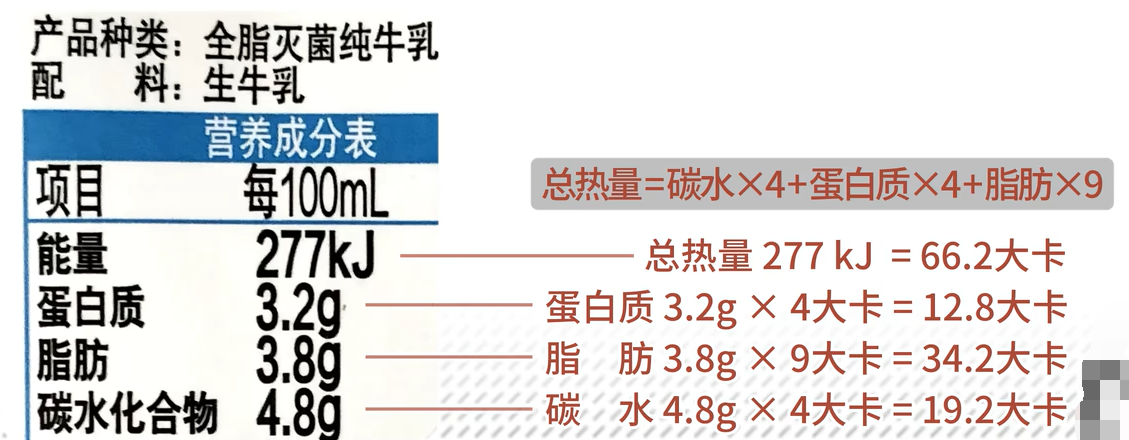 产品种类：全脂灭菌纯牛乳
配 料：生牛乳
营养成分表
项目 每100mL
总热量=碳水×4+蛋白质×4+脂肪×9
能量 277kJ 总热量 277 kJ = 66.2大卡
蛋白质 3.2g 蛋白质 3.2g × 4大卡 = 12.8大卡
脂肪 3.8g 脂 肪 3.8g × 9大卡 = 34.2大卡
碳水化合物 4.8g 碳 水 4.8g × 4大卡 = 19.2大卡